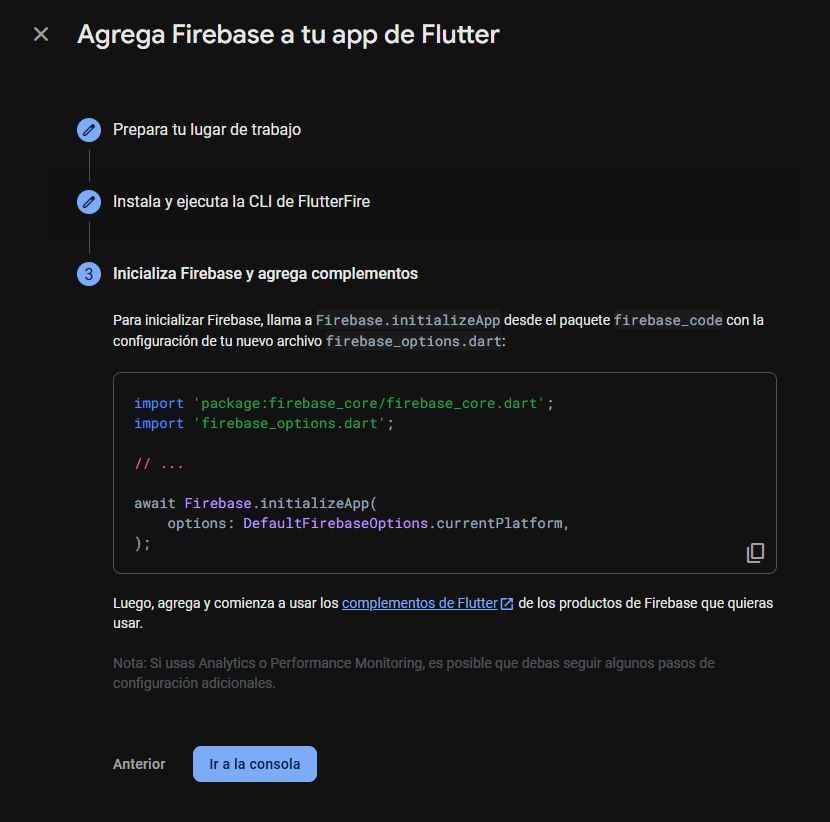 Agrega Firebase a tu app de Flutter
Prepara tu lugar de trabajo
Instala y ejecuta la CLI de FlutterFire
3 Inicializa Firebase y agrega complementos
Para inicializar Firebase, llama a Firebase.initializeApp desde el paquete firebase_code con la
configuración de tu nuevo archivo firebase_options.dart:
import 'package:firebase_core/firebase_core.dart';
import 'firebase_options.dart';
// ...
await Firebase.initializeApp(
    options: DefaultFirebaseOptions.currentPlatform,
);
Luego, agrega y comienza a usar los complementos de Flutter de los productos de Firebase que quieras
usar.
Nota: Si usas Analytics o Performance Monitoring, es posible que debas seguir algunos pasos de
configuración adicionales.
Anterior Ir a la consola